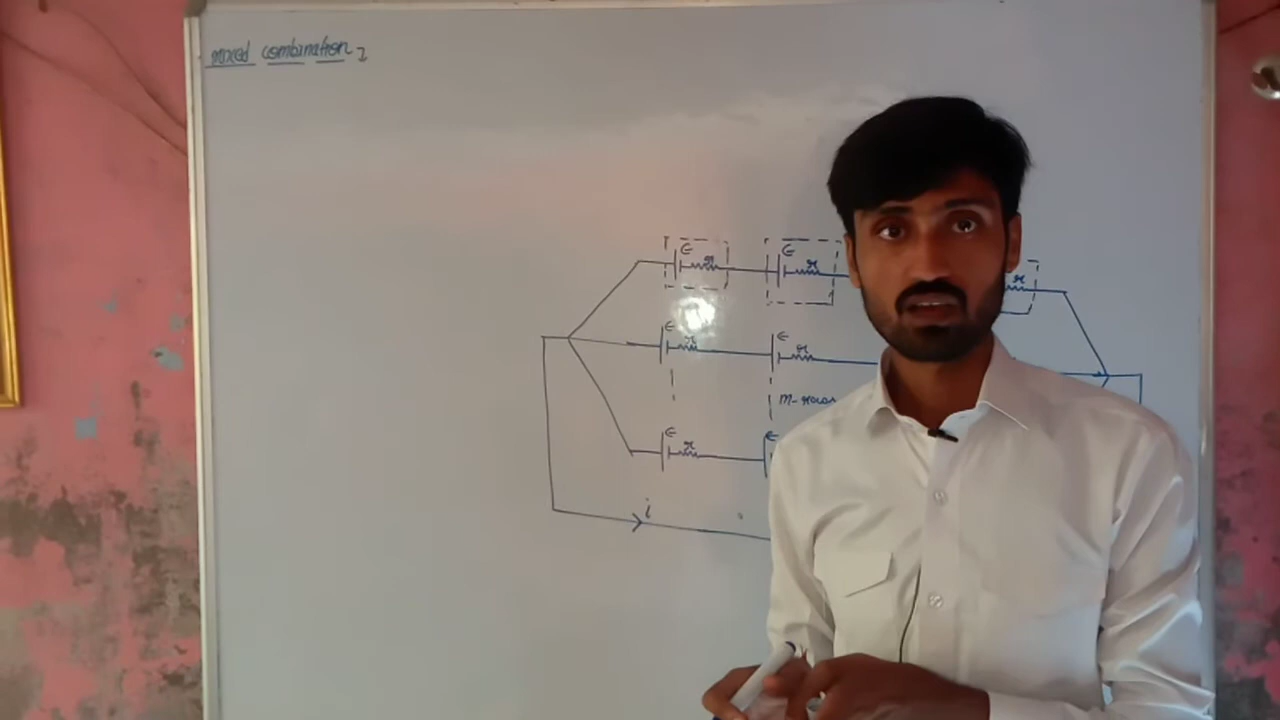 mixed combination :
E r E r r
E r E r
m-rows
E r E
i